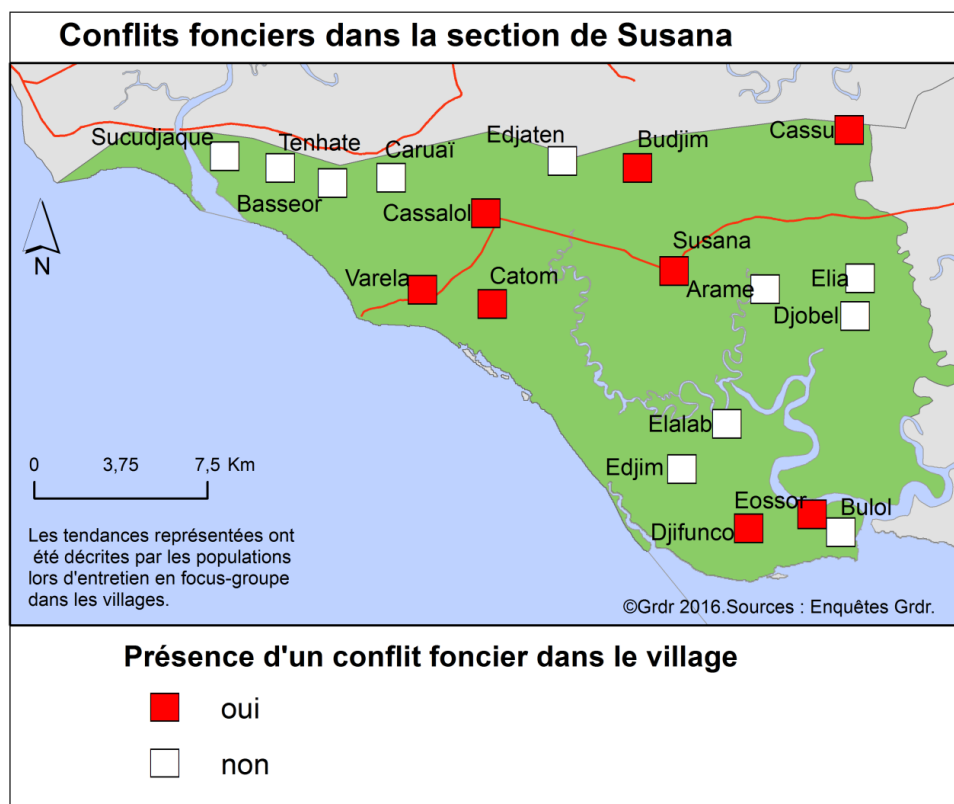 Conflits fonciers dans la section de Susana
Sucudjaque
Tenhate
Basseor
Caruaï
Edjaten
Budjim
Cassu
Cassalol
Susana
Varela
Catom
Arame
Elia
Djobel
Elalab
Edjim
Eossor
Bulol
Djifunco
N
0 3,75 7,5 Km
Les tendances représentées ont
été décrites par les populations
lors d'entretien en focus-groupe
dans les villages.
©Grdr 2016.Sources : Enquêtes Grdr.
Présence d'un conflit foncier dans le village
oui
non